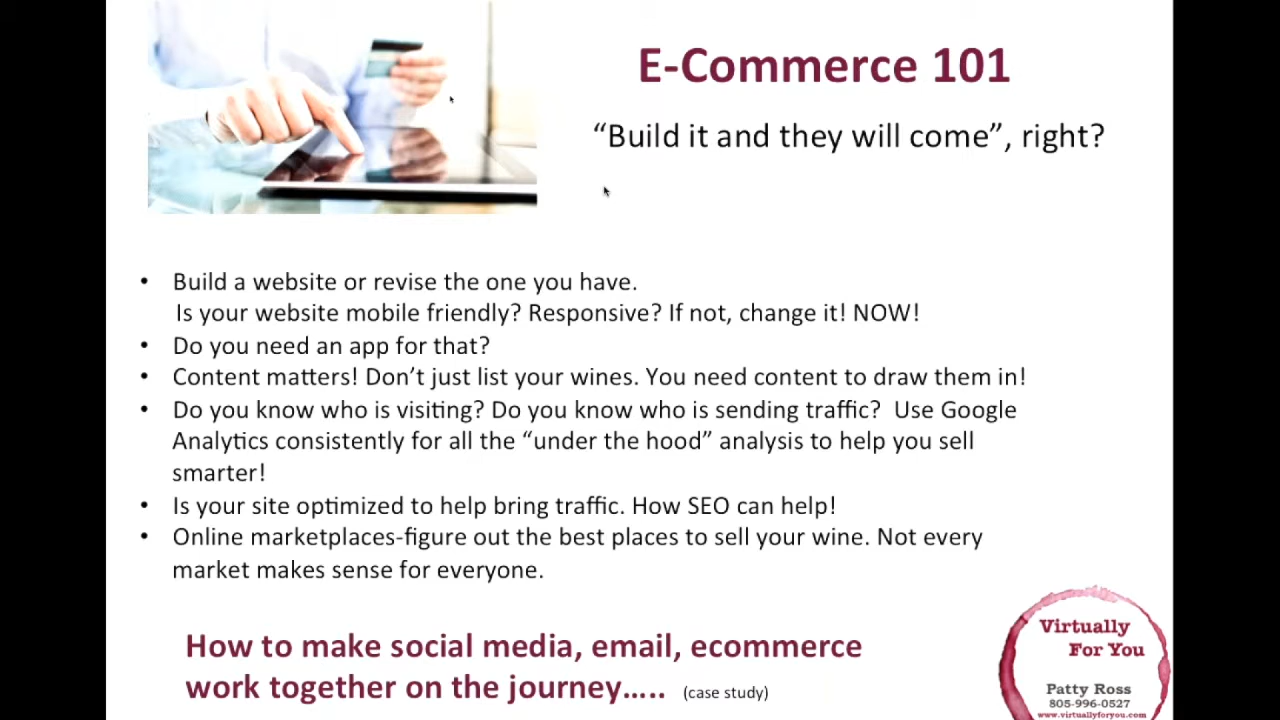 E-Commerce 101
“Build it and they will come”, right?
• Build a website or revise the one you have.
Is your website mobile friendly? Responsive? If not, change it! NOW!
• Do you need an app for that?
• Content matters! Don’t just list your wines. You need content to draw them in!
• Do you know who is visiting? Do you know who is sending traffic? Use Google
Analytics consistently for all the “under the hood” analysis to help you sell
smarter!
• Is your site optimized to help bring traffic. How SEO can help!
• Online marketplaces-figure out the best places to sell your wine. Not every
market makes sense for everyone.
How to make social media, email, ecommerce
work together on the journey..... (case study)
Virtually
For You
Patty Ross
805-996-0527
www.virtuallyforyou.com